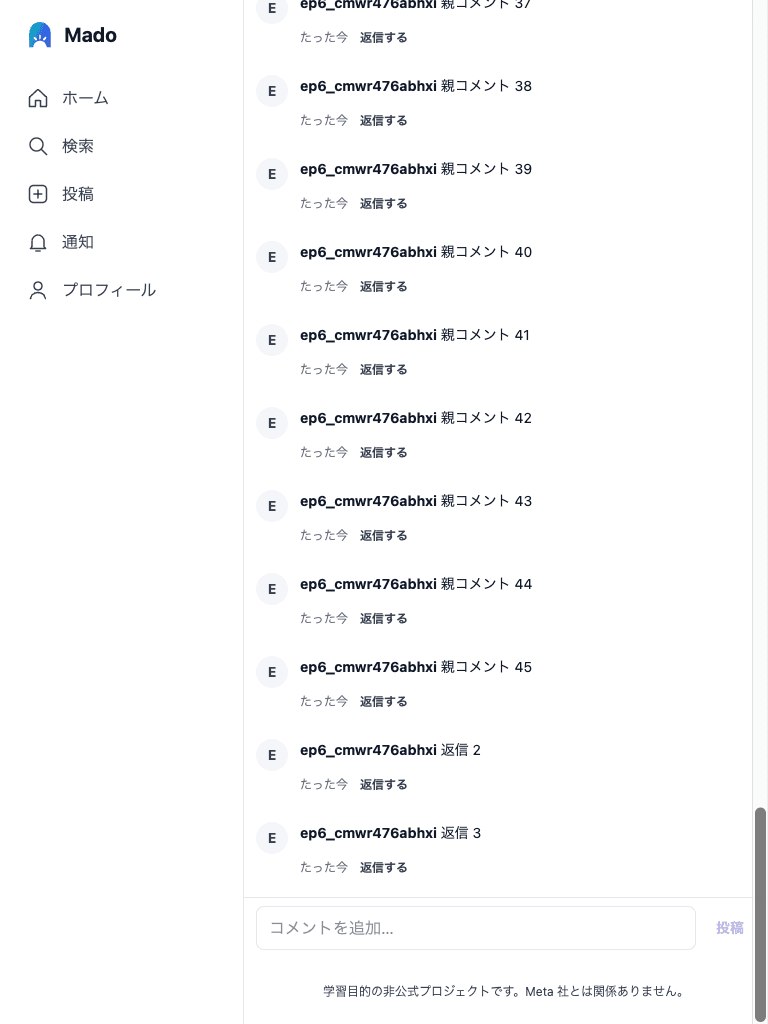 Mado
ホーム
検索
投稿
通知
プロフィール
E
ep6_cmwr476abhxi 親コメント 37
たった今 返信する
E
ep6_cmwr476abhxi 親コメント 38
たった今 返信する
E
ep6_cmwr476abhxi 親コメント 39
たった今 返信する
E
ep6_cmwr476abhxi 親コメント 40
たった今 返信する
E
ep6_cmwr476abhxi 親コメント 41
たった今 返信する
E
ep6_cmwr476abhxi 親コメント 42
たった今 返信する
E
ep6_cmwr476abhxi 親コメント 43
たった今 返信する
E
ep6_cmwr476abhxi 親コメント 44
たった今 返信する
E
ep6_cmwr476abhxi 親コメント 45
たった今 返信する
E
ep6_cmwr476abhxi 返信 2
たった今 返信する
E
ep6_cmwr476abhxi 返信 3
たった今 返信する
コメントを追加... 投稿
学習目的の非公式プロジェクトです。Meta 社とは関係ありません。